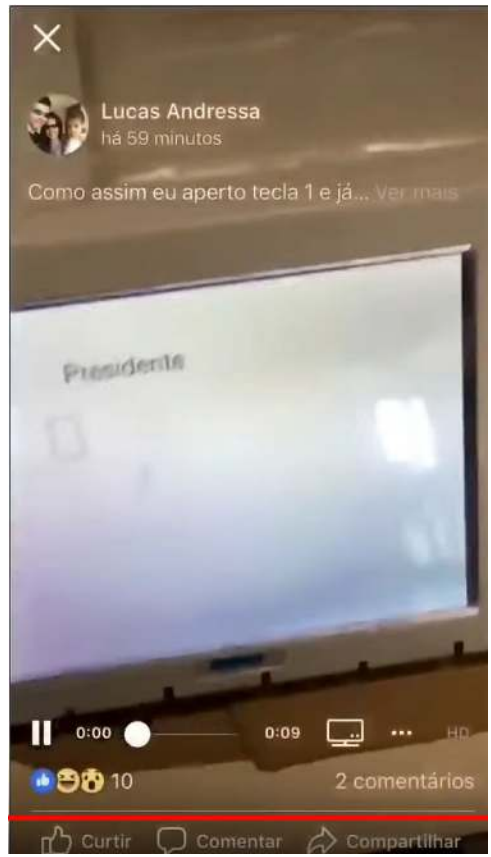 Lucas Andressa
há 59 minutos
Como assim eu aperto tecla 1 e já... Ver mais
Presidente
0:00
0:09
HD
10
2 comentários
Curtir
Comentar
Compartilhar